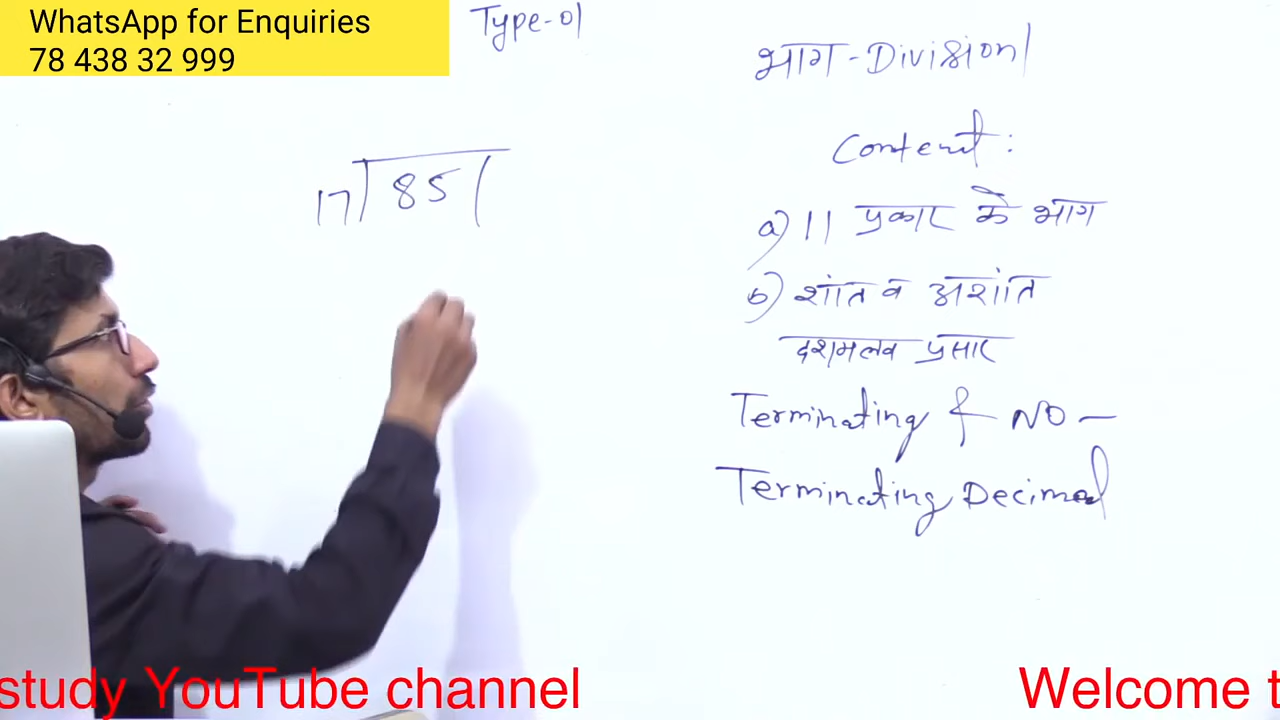 WhatsApp for Enquiries
78 438 32 999
Type-01
भाग-Division
Content:
17 85
a) 11 प्रकार के भाग
b) शांत व अशांत
दशमलव प्रसार
Terminating & NO-
Terminating Decimal
study YouTube channel
Welcome t